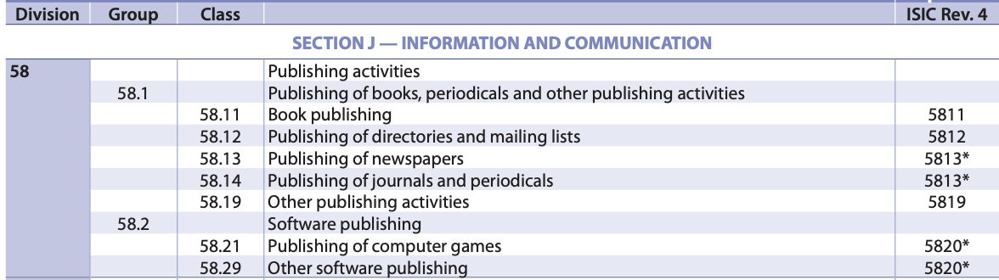 Division Group Class ISIC Rev. 4
SECTION J — INFORMATION AND COMMUNICATION
58 Publishing activities
58.1 Publishing of books, periodicals and other publishing activities
58.11 Book publishing 5811
58.12 Publishing of directories and mailing lists 5812
58.13 Publishing of newspapers 5813*
58.14 Publishing of journals and periodicals 5813*
58.19 Other publishing activities 5819
58.2 Software publishing
58.21 Publishing of computer games 5820*
58.29 Other software publishing 5820*